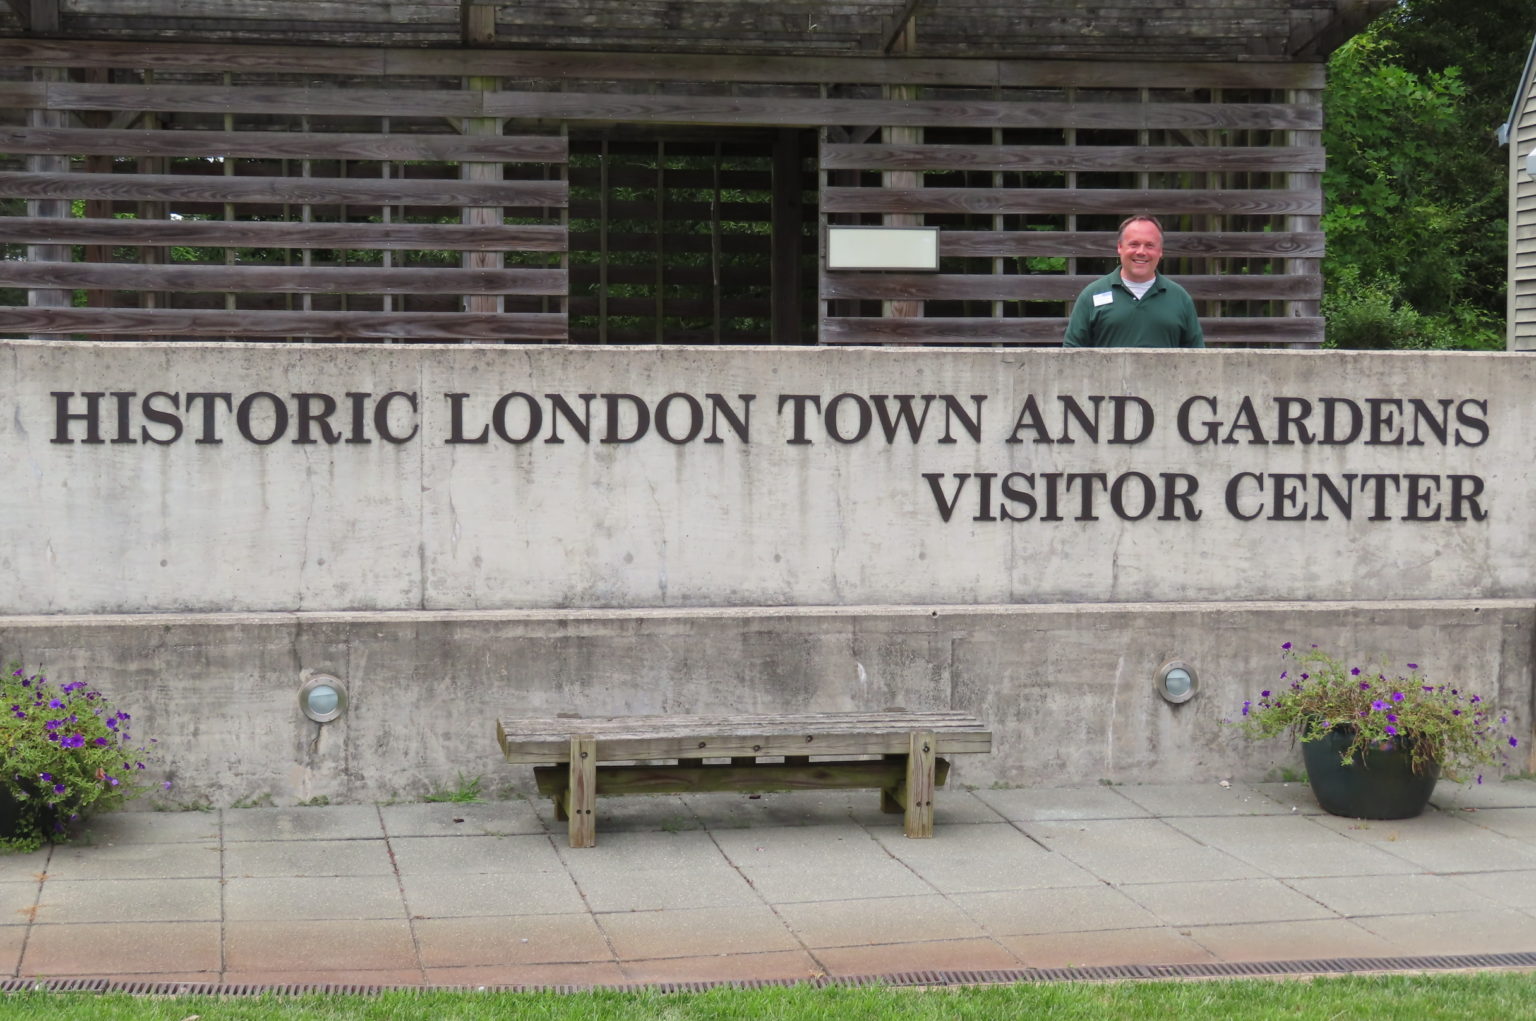 HISTORIC LONDON TOWN AND GARDENS
VISITOR CENTER